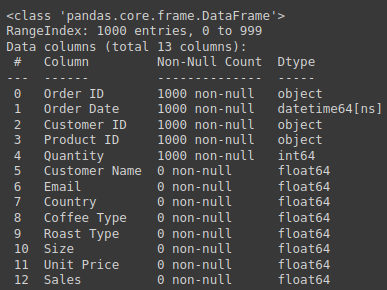 <class 'pandas.core.frame.DataFrame'>
RangeIndex: 1000 entries, 0 to 999
Data columns (total 13 columns):
 #   Column         Non-Null Count  Dtype
---  ------         --------------  -----
 0   Order ID       1000 non-null   object
 1   Order Date     1000 non-null   datetime64[ns]
 2   Customer ID    1000 non-null   object
 3   Product ID     1000 non-null   object
 4   Quantity       1000 non-null   int64
 5   Customer Name  0 non-null      float64
 6   Email          0 non-null      float64
 7   Country        0 non-null      float64
 8   Coffee Type    0 non-null      float64
 9   Roast Type     0 non-null      float64
 10  Size           0 non-null      float64
 11  Unit Price     0 non-null      float64
 12  Sales          0 non-null      float64